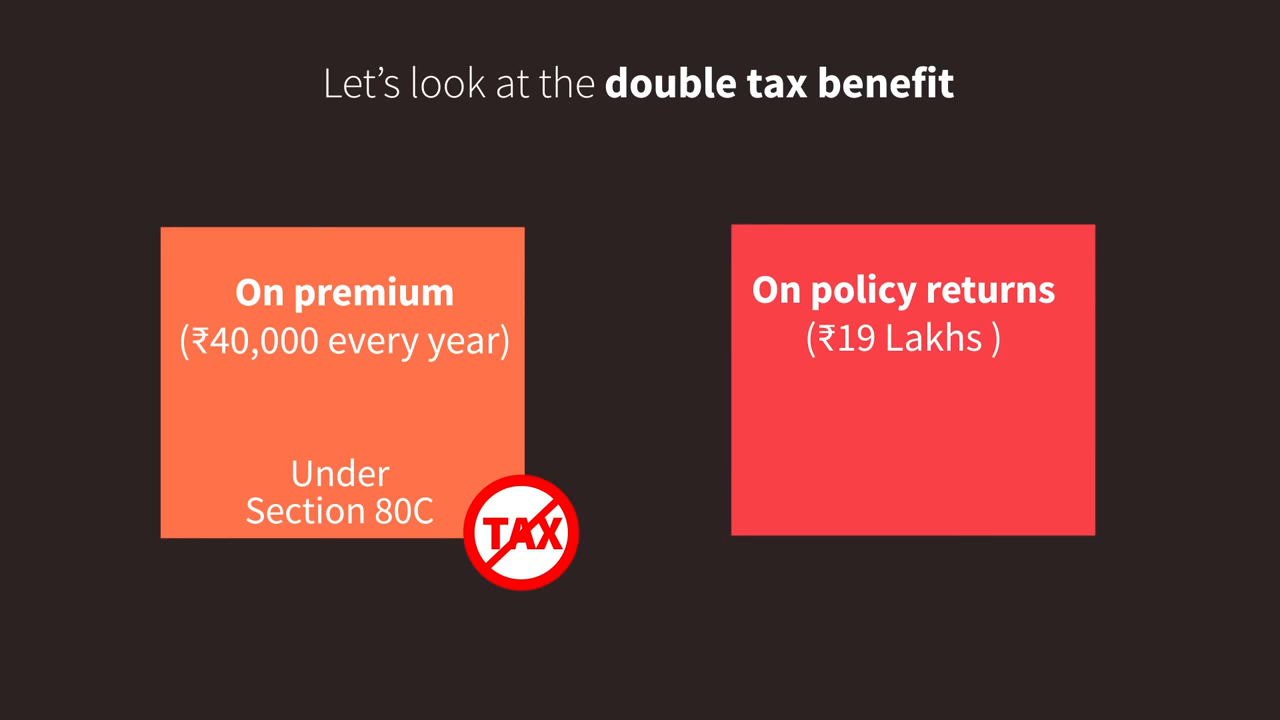 Let’s look at the double tax benefit
On premium
(₹40,000 every year)
Under
Section 80C
TAX
On policy returns
(₹19 Lakhs )